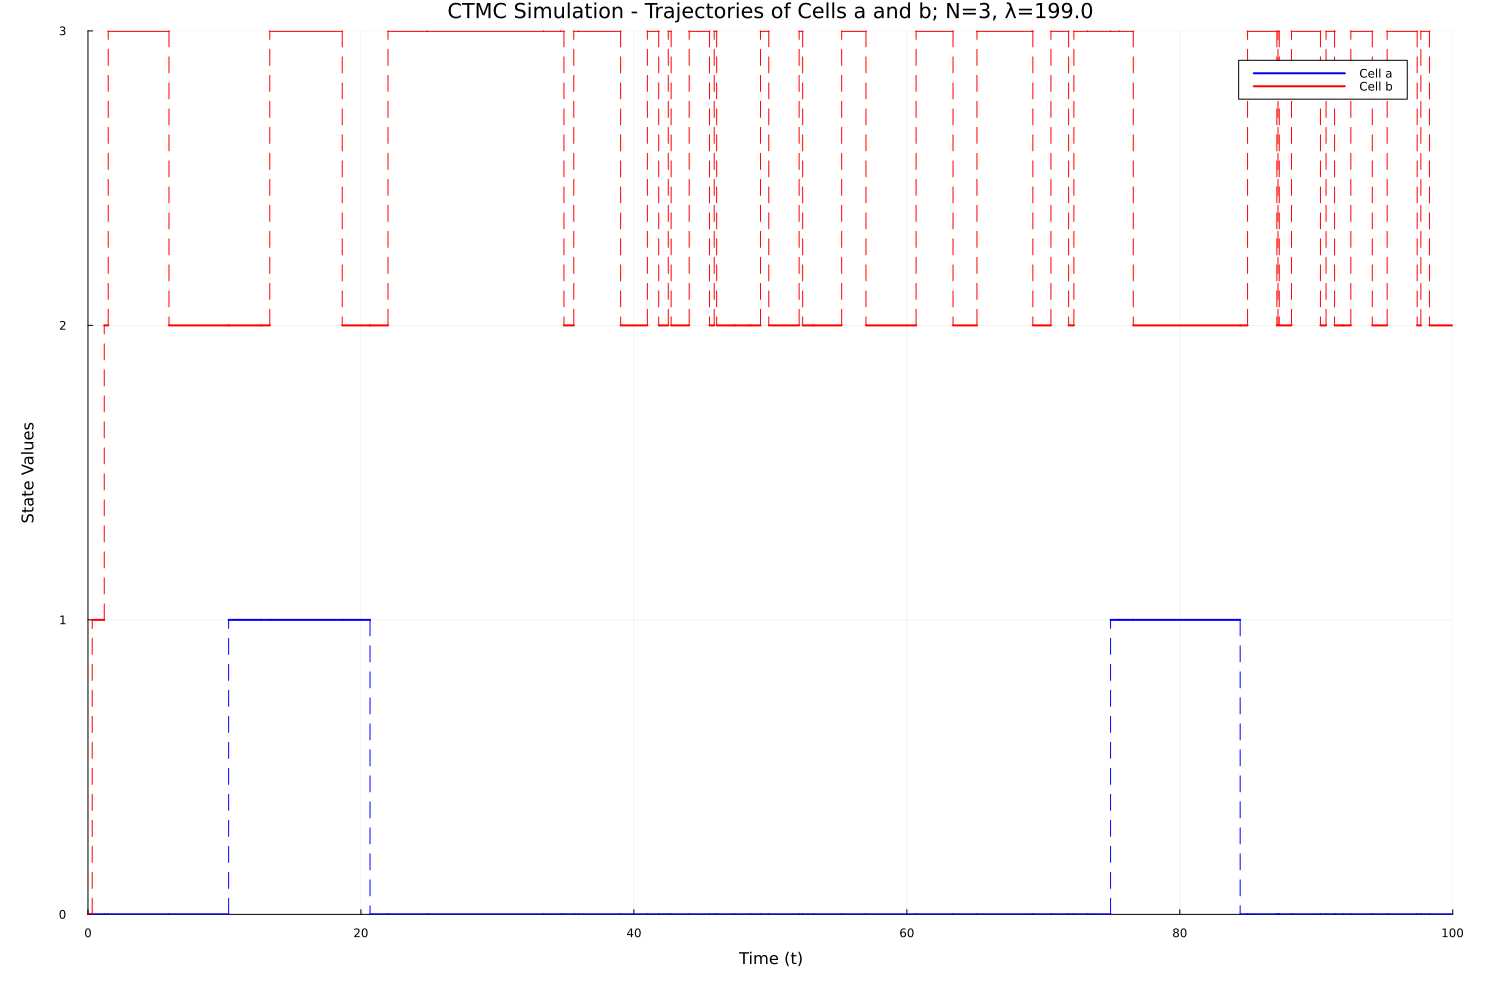 CTMC Simulation - Trajectories of Cells a and b; N=3, λ=199.0
3
Cell a
Cell b
2
State Values
1
0
0 20 40 60 80 100
Time (t)